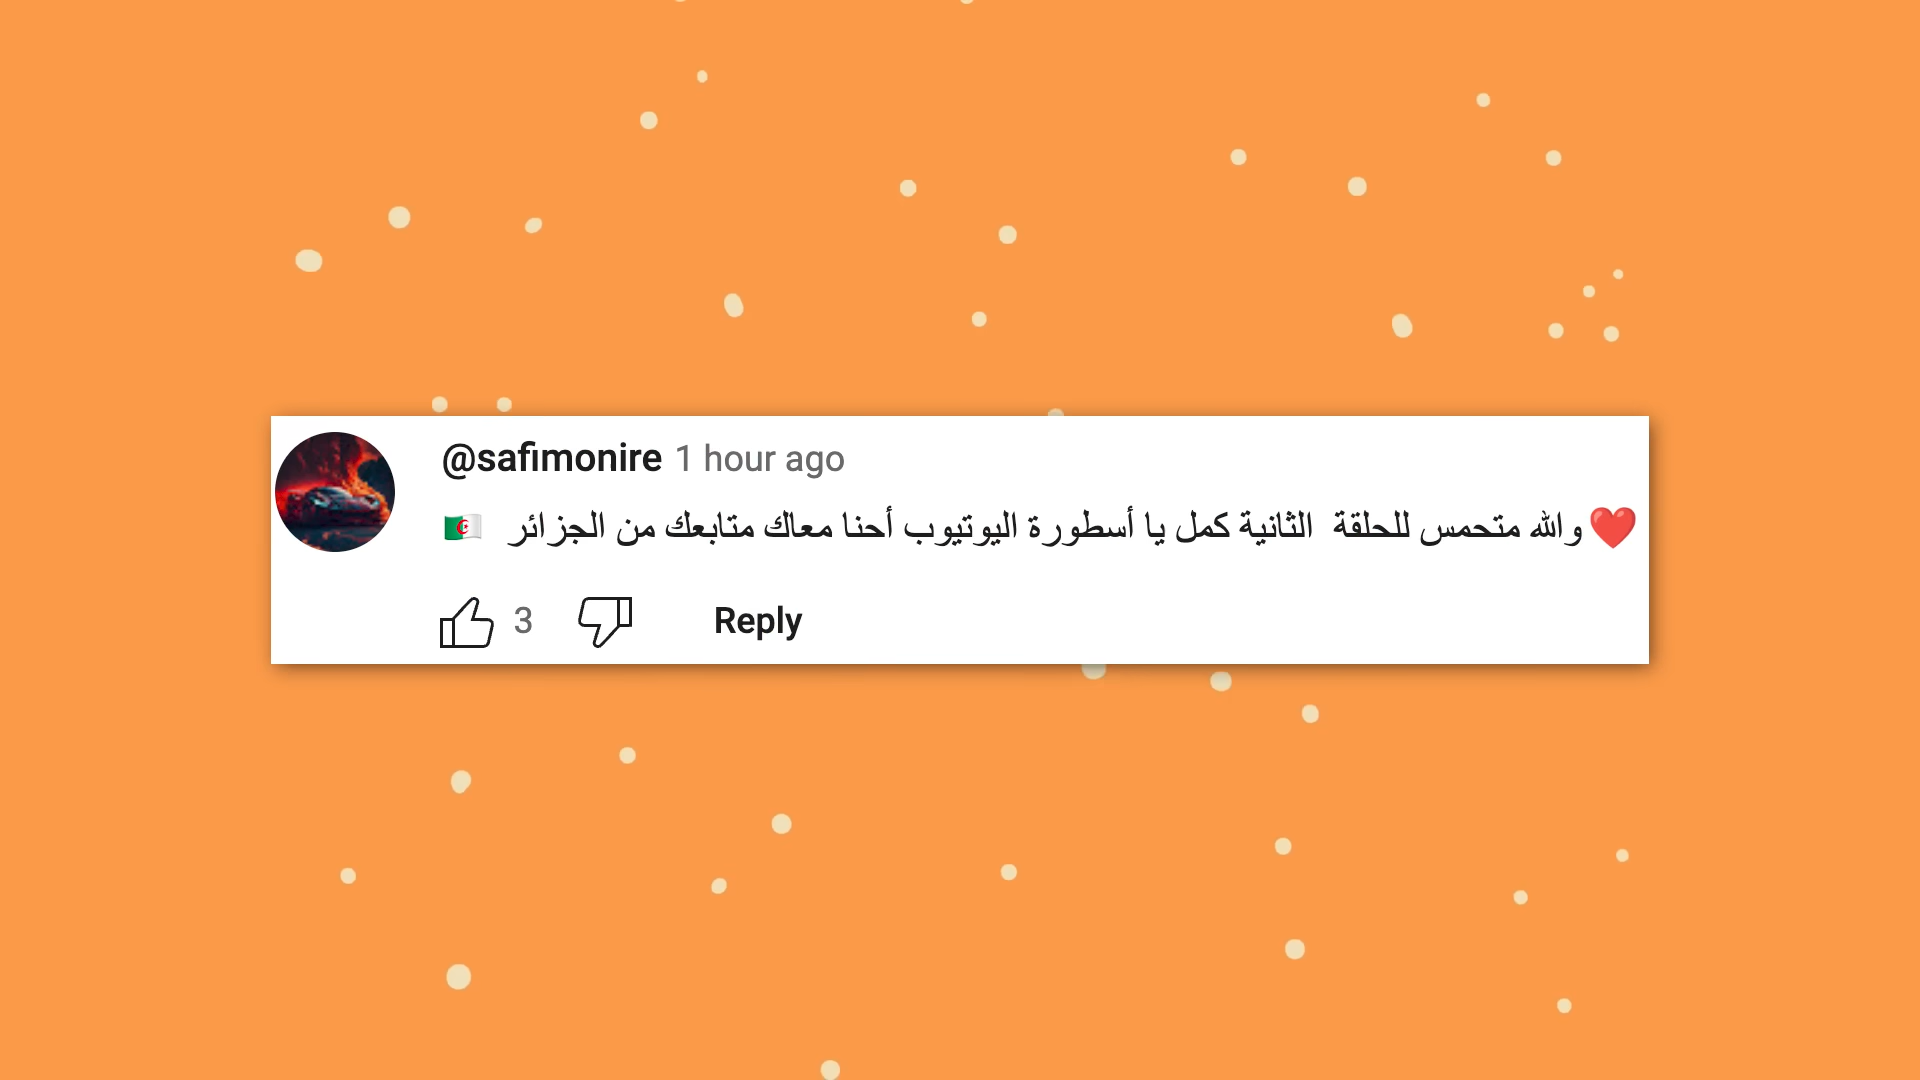 @safimonire 1 hour ago
❤️ والله متحمس للحلقة الثانية كمل يا أسطورة اليوتيوب أحنا معاك متابعك من الجزائر 🇩🇿
3 Reply